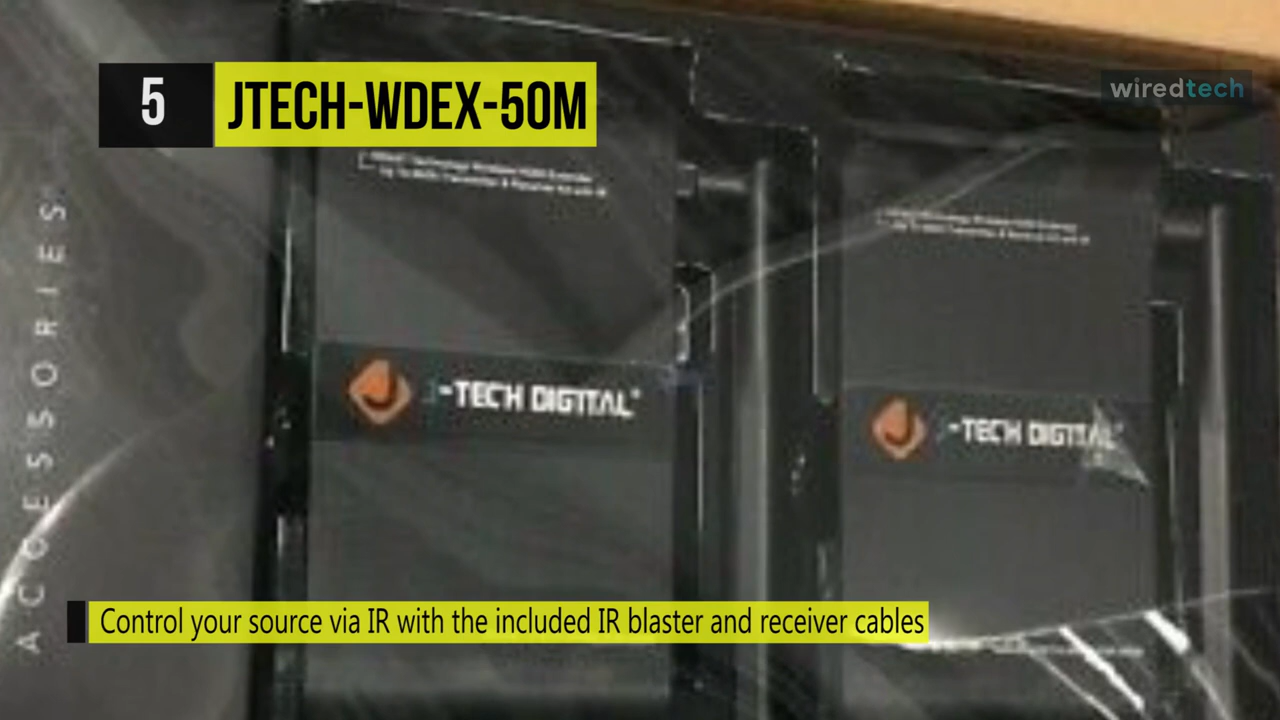 5
JTECH-WDEX-50M
wiredtech
ACCESSORIES
-TECH DIGITAL
-TECH DIGITAL
Control your source via IR with the included IR blaster and receiver cables